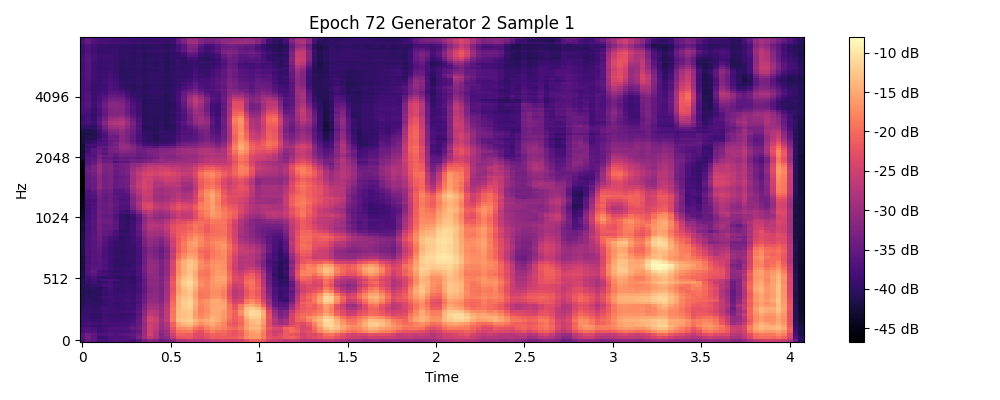 Epoch 72 Generator 2 Sample 1
Hz
4096
2048
1024
512
0
0
0.5
1
1.5
2
2.5
3
3.5
4
Time
-10 dB
-15 dB
-20 dB
-25 dB
-30 dB
-35 dB
-40 dB
-45 dB